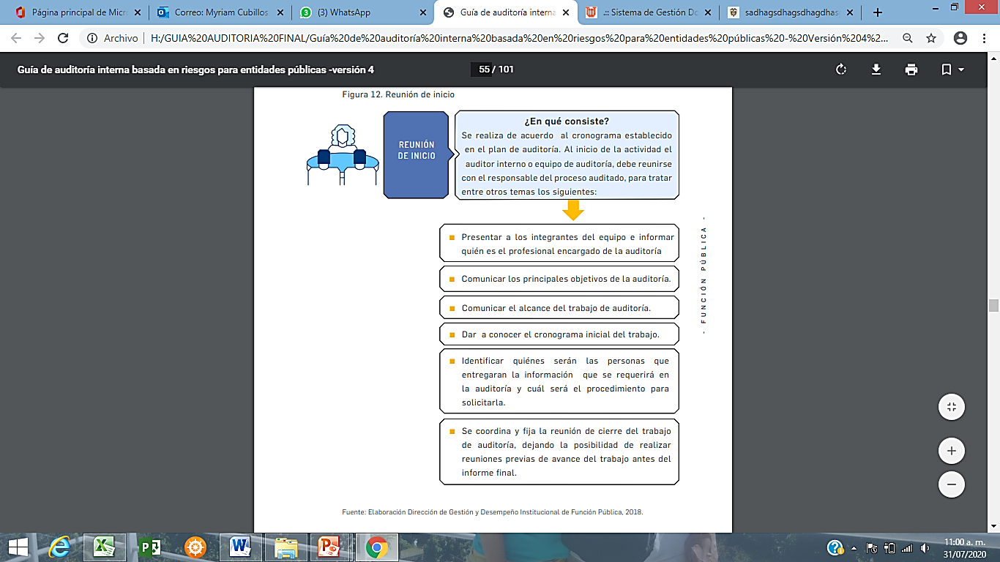 Página principal de Micr
Correo: Myriam Cubillos
(3) WhatsApp
Guía de auditoría interna
.:: Sistema de Gestión Do
sadhagsdhagsdhagdhas
Archivo
H:/GUIA%20AUDITORIA%20FINAL/Guía%20de%20auditoría%20interna%20basada%20en%20riesgos%20para%20entidades%20públicas%20-%20Versión%204%2...
Guía de auditoría interna basada en riesgos para entidades públicas -versión 4
55 / 101
Figura 12. Reunión de inicio
REUNIÓN
DE INICIO
¿En qué consiste?
Se realiza de acuerdo al cronograma establecido
en el plan de auditoría. Al inicio de la actividad el
auditor interno o equipo de auditoría, debe reunirse
con el responsable del proceso auditado, para tratar
entre otros temas los siguientes:
Presentar a los integrantes del equipo e informar
quién es el profesional encargado de la auditoría
Comunicar los principales objetivos de la auditoría.
Comunicar el alcance del trabajo de auditoría.
Dar a conocer el cronograma inicial del trabajo.
Identificar quiénes serán las personas que
entregaran la información que se requerirá en
la auditoría y cuál será el procedimiento para
solicitarla.
Se coordina y fija la reunión de cierre del trabajo
de auditoría, dejando la posibilidad de realizar
reuniones previas de avance del trabajo antes del
informe final.
- FUNCIÓN PÚBLICA -
Fuente: Elaboración Dirección de Gestión y Desempeño Institucional de Función Pública, 2018.
11:00 a. m.
31/07/2020